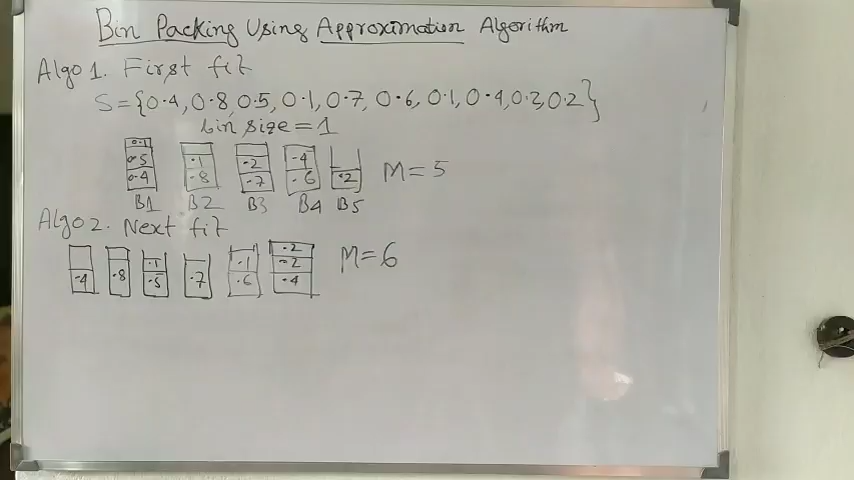 Bin Packing Using Approximation Algorithm
Algo 1. First fit
S={0.4, 0.8, 0.5, 0.1, 0.7, 0.6, 0.1, 0.4, 0.2, 0.2}
bin size = 1
0.1 0.5 0.4
.1 .8
.2 .7
.4 .6
.2
M=5
B1 B2 B3 B4 B5
Algo 2. Next fit
.4
.8
.1 .5
.7
.1 .6
.2 .2 .4
M=6